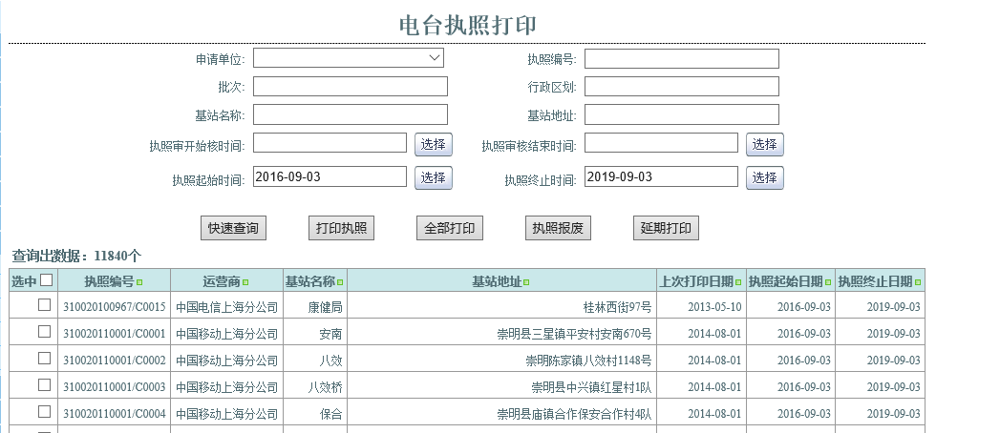 电台执照打印
申请单位: 执照编号:
批次: 行政区划:
基站名称: 基站地址:
执照审开始核时间: 选择 执照审核结束时间: 选择
执照起始时间: 2016-09-03 选择 执照终止时间: 2019-09-03 选择
快速查询 打印执照 全部打印 执照报废 延期打印
查询出数据：11840个
选中 执照编号 运营商 基站名称 基站地址 上次打印日期 执照起始日期 执照终止日期
310020100967/C0015 中国电信上海分公司 康健局 桂林西街97号 2013-05-10 2016-09-03 2019-09-03
310020110001/C0001 中国移动上海分公司 安南 崇明县三星镇平安村安南670号 2014-08-01 2016-09-03 2019-09-03
310020110001/C0002 中国移动上海分公司 八效 崇明陈家镇八效村1148号 2014-08-01 2016-09-03 2019-09-03
310020110001/C0003 中国移动上海分公司 八效桥 崇明县中兴镇红星村1队 2014-08-01 2016-09-03 2019-09-03
310020110001/C0004 中国移动上海分公司 保合 崇明县庙镇合作保安合作村4队 2014-08-01 2016-09-03 2019-09-03